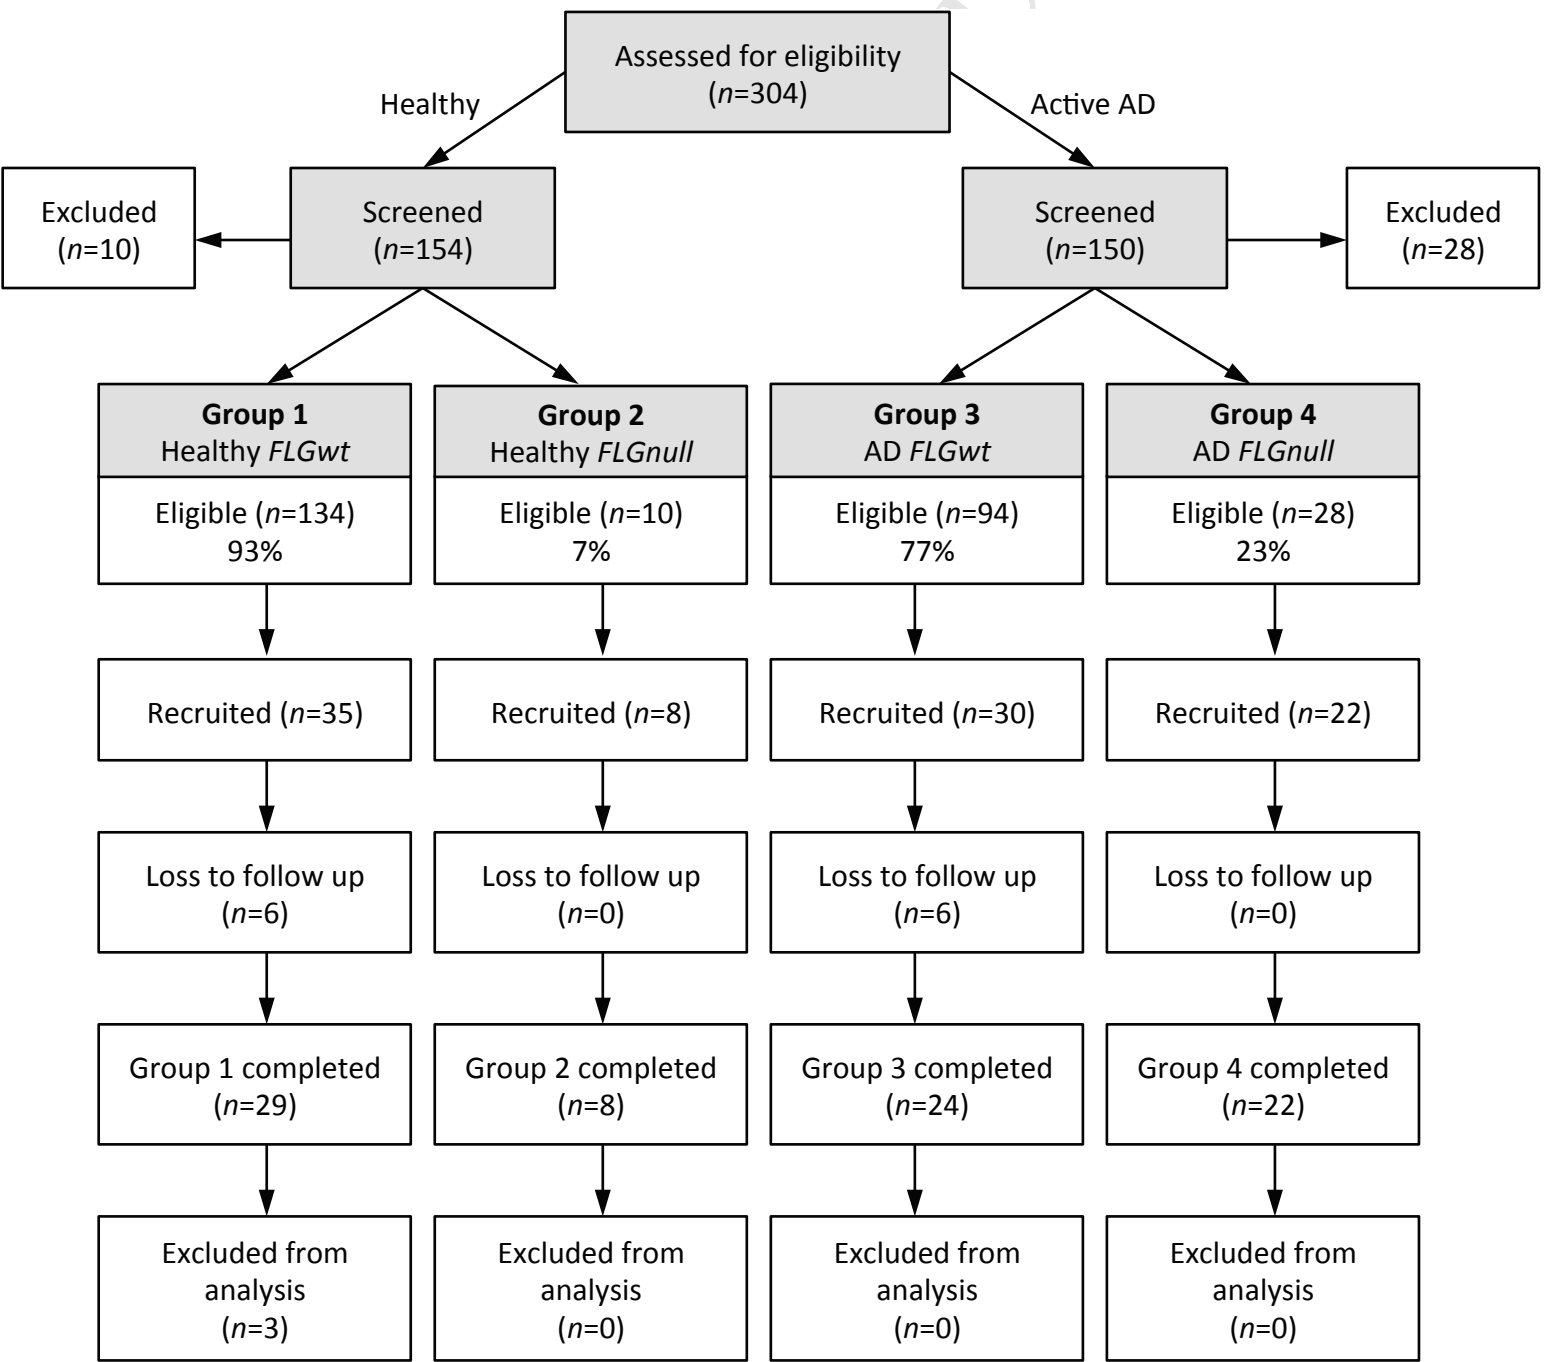 Assessed for eligibility
(n=304)
Healthy
Active AD
Excluded
(n=10)
Screened
(n=154)
Screened
(n=150)
Excluded
(n=28)
Group 1
Healthy FLGwt
Eligible (n=134)
93%
Group 2
Healthy FLGnull
Eligible (n=10)
7%
Group 3
AD FLGwt
Eligible (n=94)
77%
Group 4
AD FLGnull
Eligible (n=28)
23%
Recruited (n=35)
Recruited (n=8)
Recruited (n=30)
Recruited (n=22)
Loss to follow up
(n=6)
Loss to follow up
(n=0)
Loss to follow up
(n=6)
Loss to follow up
(n=0)
Group 1 completed
(n=29)
Group 2 completed
(n=8)
Group 3 completed
(n=24)
Group 4 completed
(n=22)
Excluded from
analysis
(n=3)
Excluded from
analysis
(n=0)
Excluded from
analysis
(n=0)
Excluded from
analysis
(n=0)